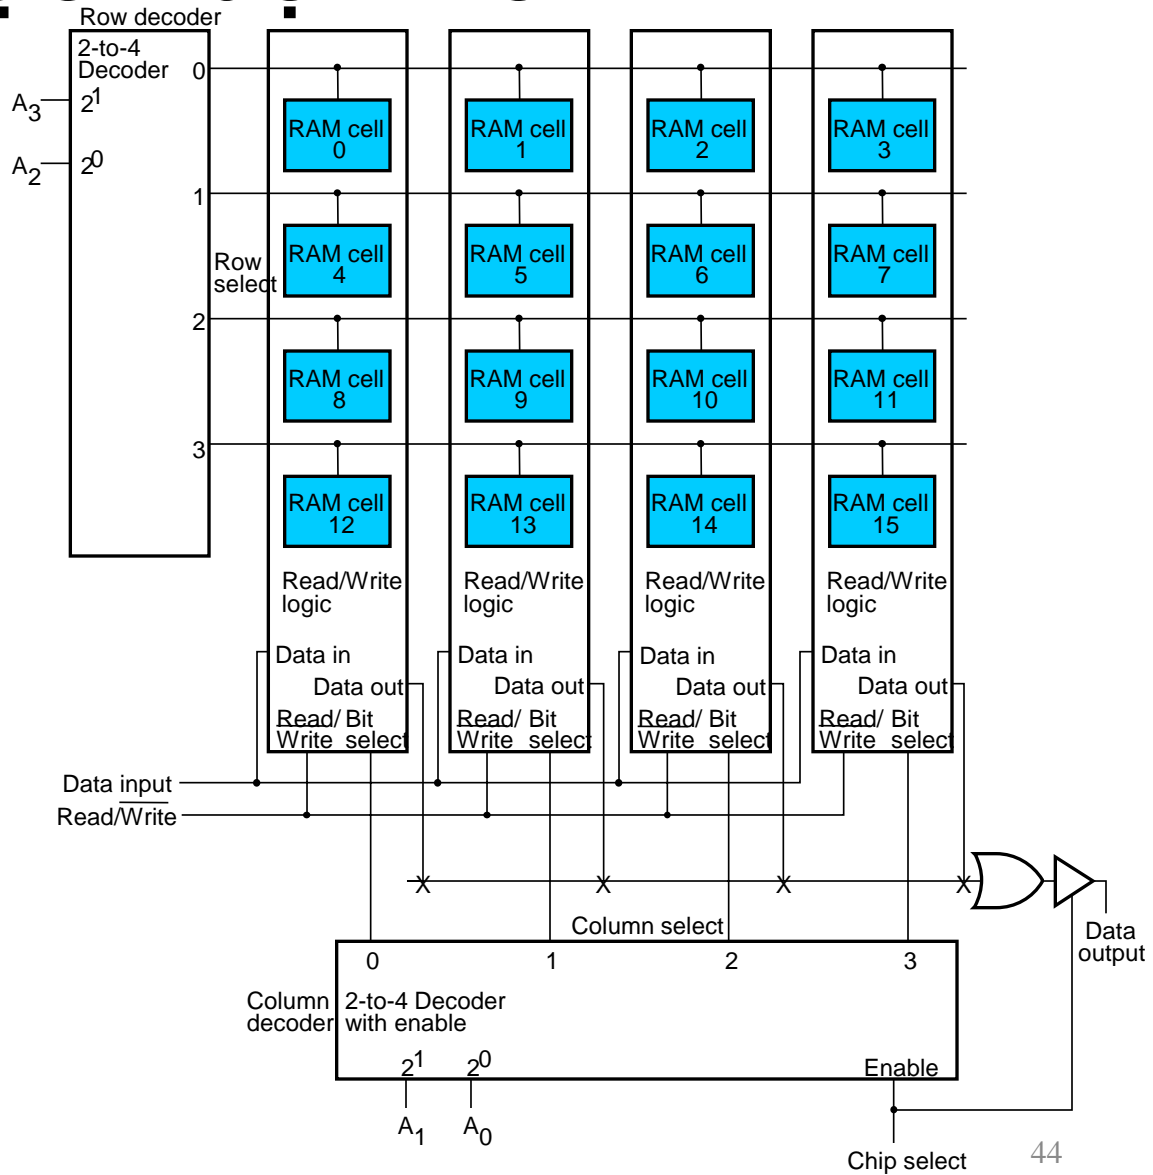 Row decoder
2-to-4
Decoder
0
A3
2^1
A2
2^0
1
2
3
Row
select
RAM cell
0
RAM cell
1
RAM cell
2
RAM cell
3
RAM cell
4
RAM cell
5
RAM cell
6
RAM cell
7
RAM cell
8
RAM cell
9
RAM cell
10
RAM cell
11
RAM cell
12
RAM cell
13
RAM cell
14
RAM cell
15
Read/Write
logic
Read/Write
logic
Read/Write
logic
Read/Write
logic
Data in
Data out
Read/ Bit
Write select
Data in
Data out
Read/ Bit
Write select
Data in
Data out
Read/ Bit
Write select
Data in
Data out
Read/ Bit
Write select
Data input
Read/Write
X X X X
Data
output
Column select
0 1 2 3
Column
decoder
2-to-4 Decoder
with enable
2^1 2^0
Enable
A1 A0
Chip select
44